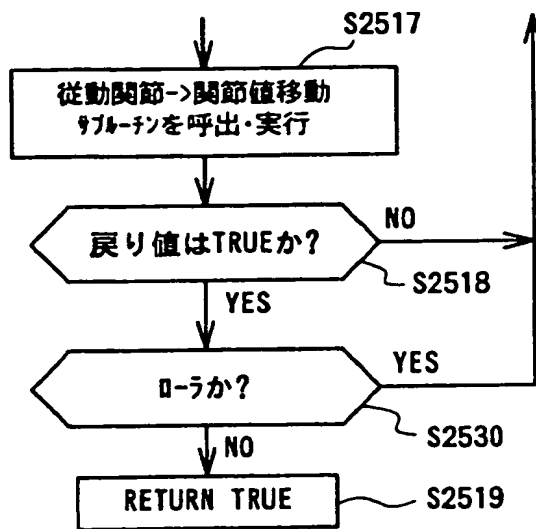 S2517
従動関節->関節値移動
ｻﾌﾞﾙｰﾁﾝを呼出･実行
戻り値はTRUEか?
NO
S2518
YES
ﾛｰﾗか?
YES
S2530
NO
RETURN TRUE
S2519